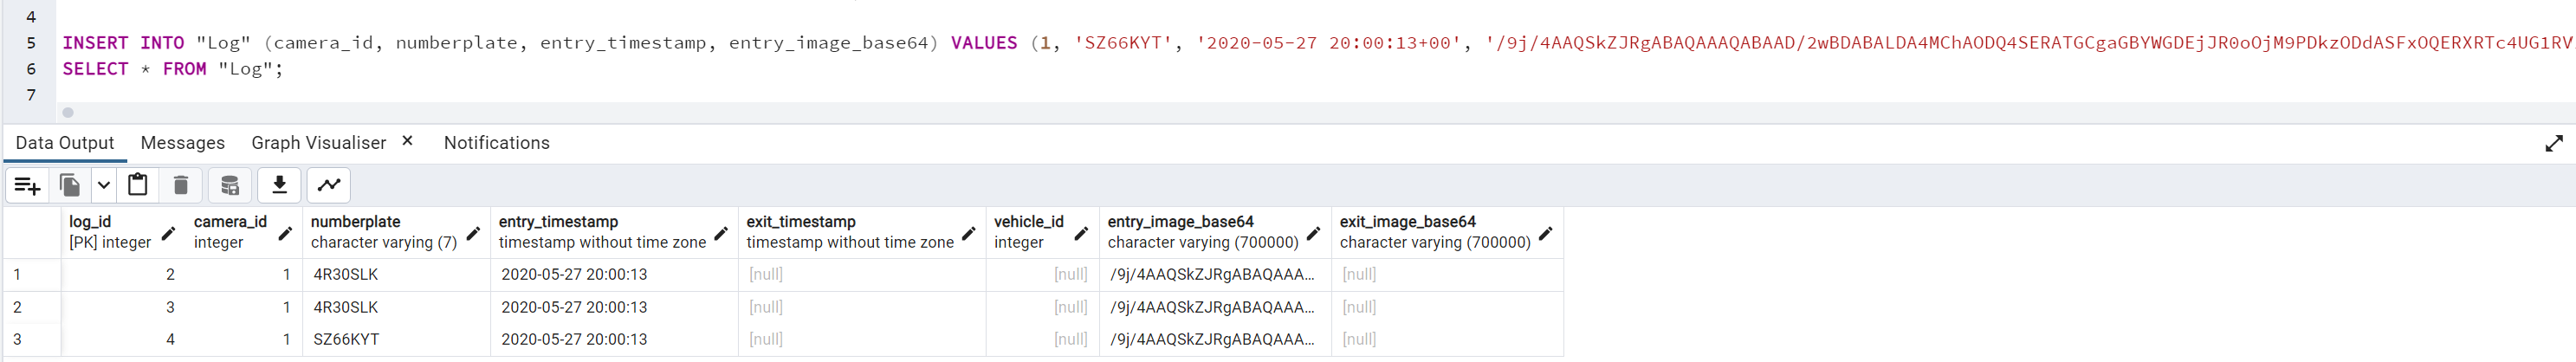 4
5 INSERT INTO "Log" (camera_id, numberplate, entry_timestamp, entry_image_base64) VALUES (1, 'SZ66KYT', '2020-05-27 20:00:13+00', '/9j/4AAQSkZJRgABAQAAAQABAAD/2wBDABALDA4MChAODQ4SERATGCgaGBYWGDEjJR0oOjM9PDkzODdASFxOQERXRTc4UG1RV
6 SELECT * FROM "Log";
7
Data Output Messages Graph Visualiser × Notifications
log_id camera_id numberplate entry_timestamp exit_timestamp vehicle_id entry_image_base64 exit_image_base64
[PK] integer integer character varying (7) timestamp without time zone timestamp without time zone integer character varying (700000) character varying (700000)
1 2 1 4R30SLK 2020-05-27 20:00:13 [null] [null] /9j/4AAQSkZJRgABAQAAA... [null]
2 3 1 4R30SLK 2020-05-27 20:00:13 [null] [null] /9j/4AAQSkZJRgABAQAAA... [null]
3 4 1 SZ66KYT 2020-05-27 20:00:13 [null] [null] /9j/4AAQSkZJRgABAQAAA... [null]